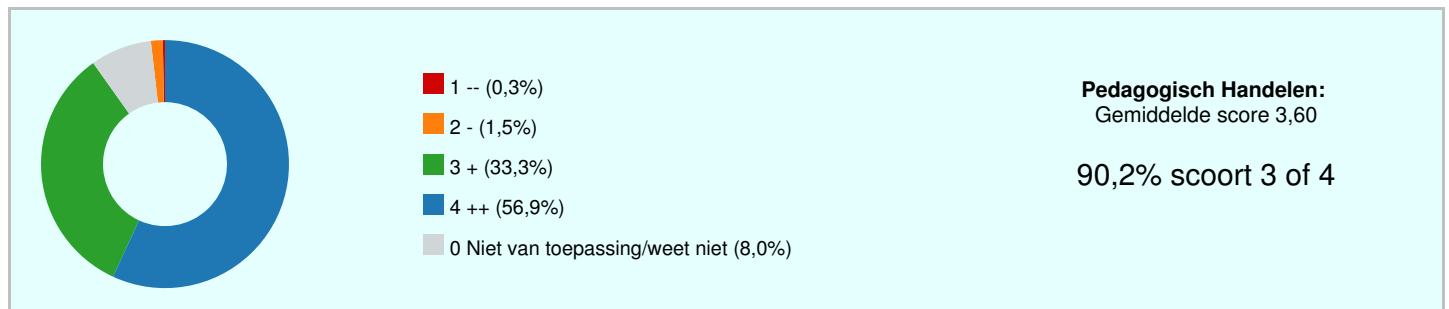 1 -- (0,3%)
2 - (1,5%)
3 + (33,3%)
4 ++ (56,9%)
0 Niet van toepassing/weet niet (8,0%)
Pedagogisch Handelen:
Gemiddelde score 3,60
90,2% scoort 3 of 4